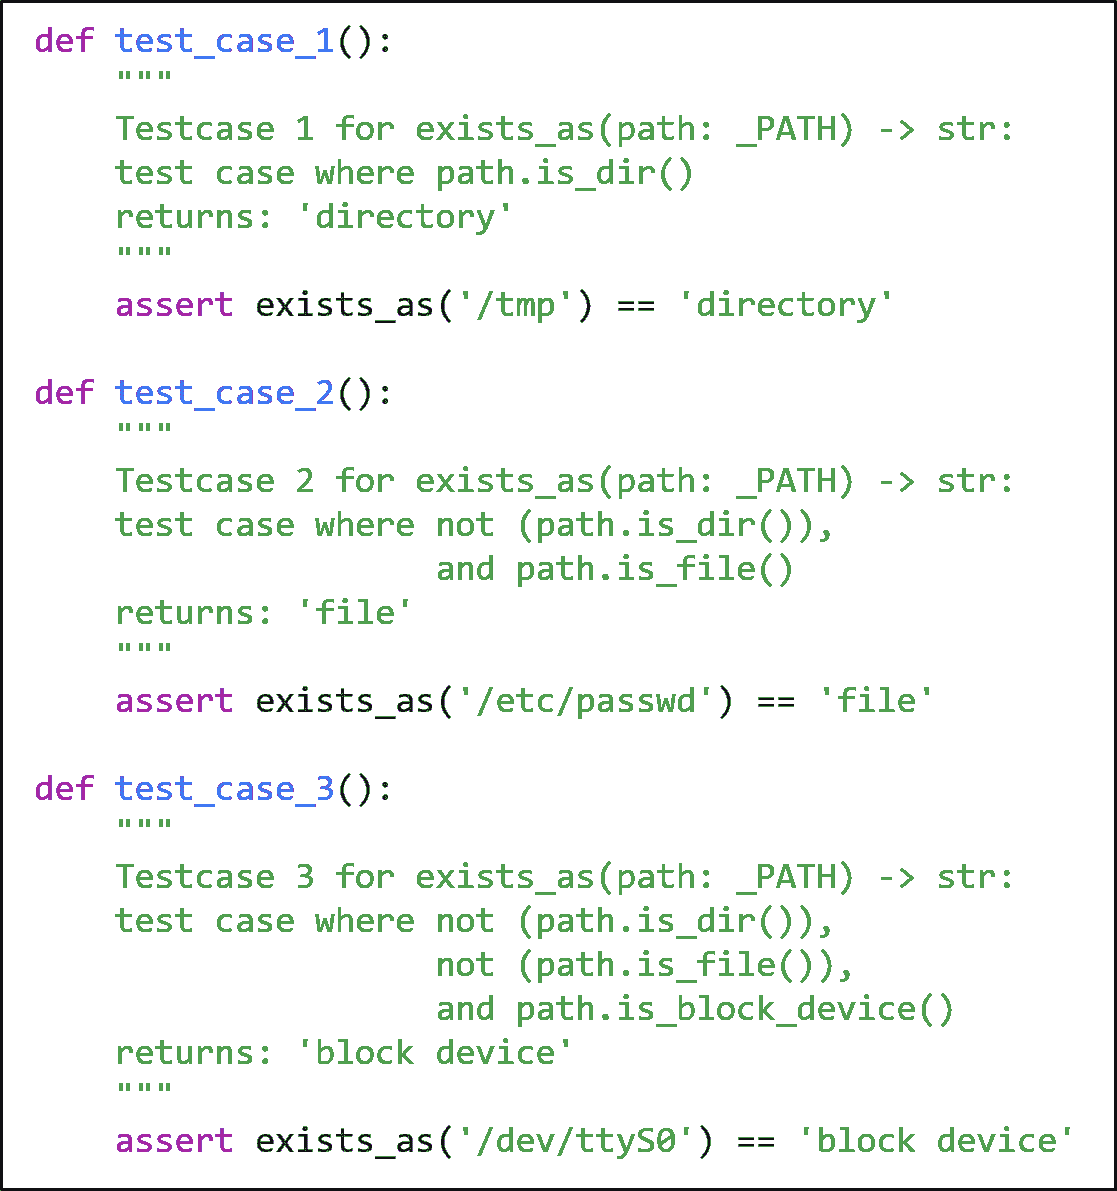 def test_case_1():
    """
    Testcase 1 for exists_as(path: _PATH) -> str:
    test case where path.is_dir()
    returns: 'directory'
    """
    assert exists_as('/tmp') == 'directory'

def test_case_2():
    """
    Testcase 2 for exists_as(path: _PATH) -> str:
    test case where not (path.is_dir()),
                    and path.is_file()
    returns: 'file'
    """
    assert exists_as('/etc/passwd') == 'file'

def test_case_3():
    """
    Testcase 3 for exists_as(path: _PATH) -> str:
    test case where not (path.is_dir()),
                    not (path.is_file()),
                    and path.is_block_device()
    returns: 'block device'
    """
    assert exists_as('/dev/ttyS0') == 'block device'